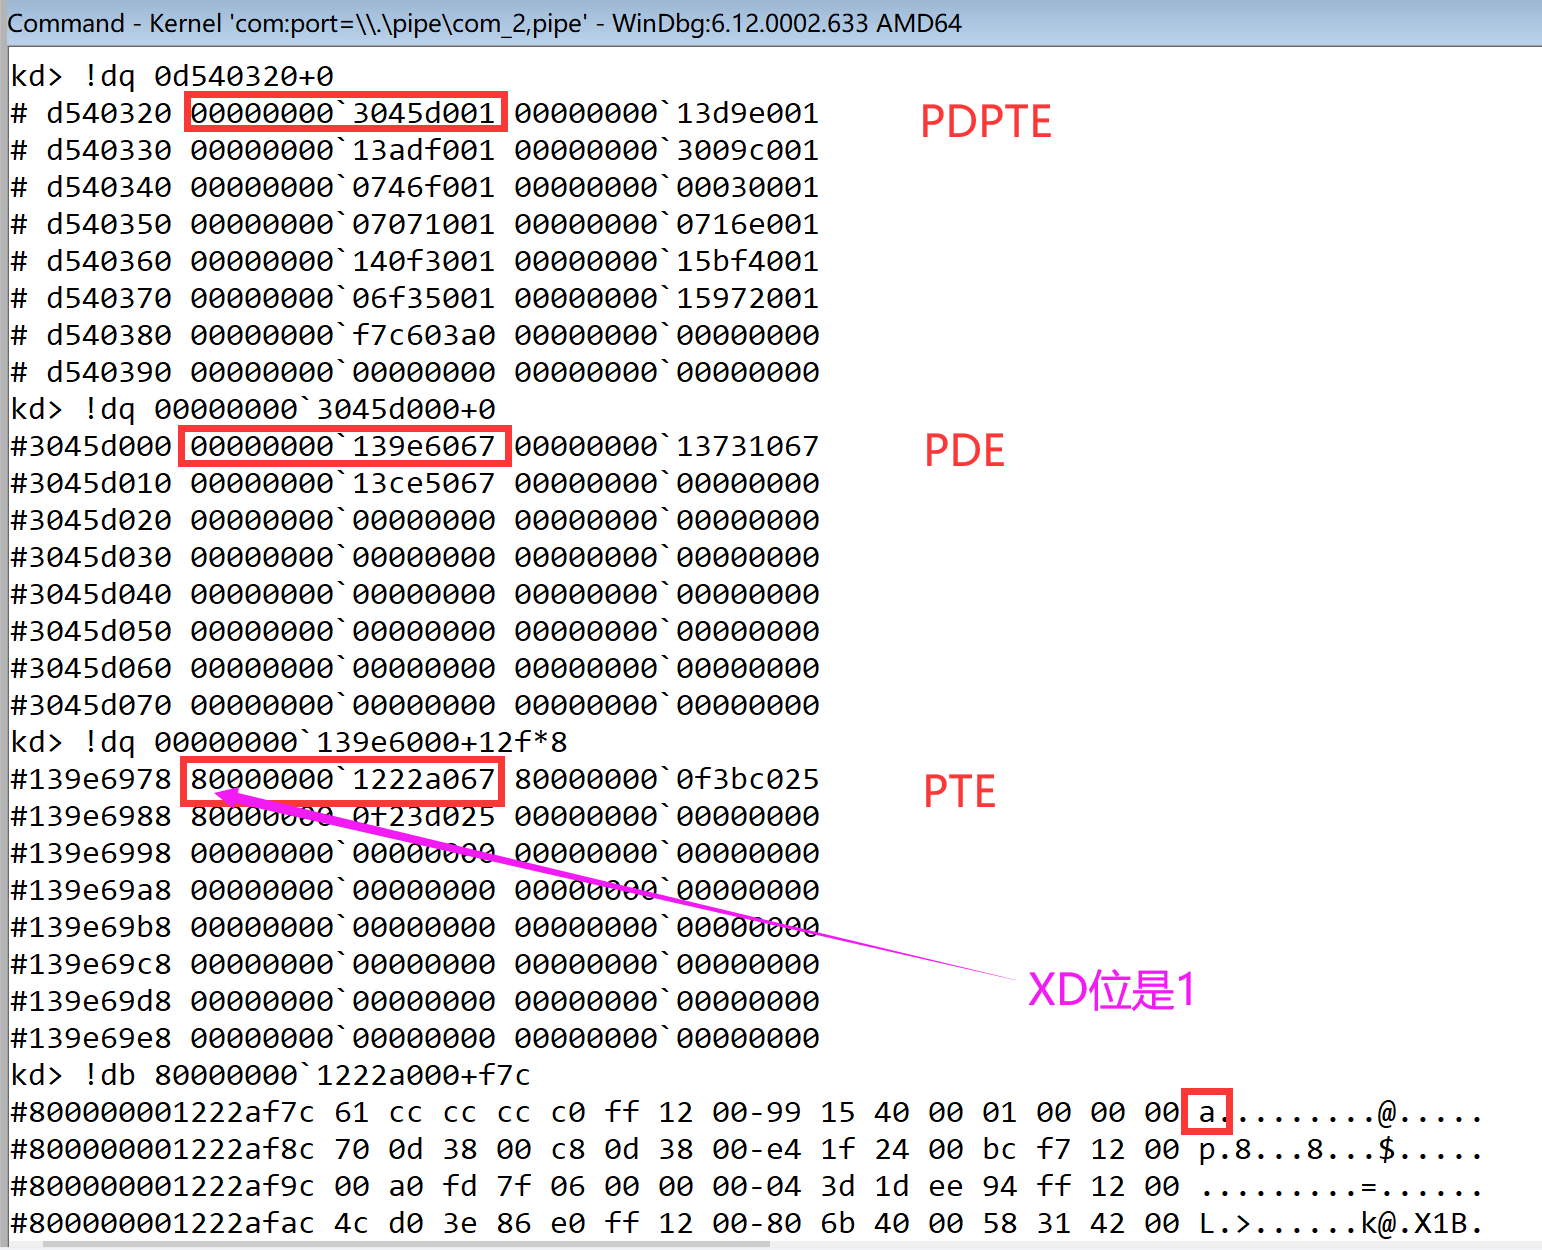 Command - Kernel 'com:port=\\.\pipe\com_2,pipe' - WinDbg:6.12.0002.633 AMD64
kd> !dq 0d540320+0
# d540320 00000000`3045d001 00000000`13d9e001 PDPTE
# d540330 00000000`13adf001 00000000`3009c001
# d540340 00000000`0746f001 00000000`00030001
# d540350 00000000`07071001 00000000`0716e001
# d540360 00000000`140f3001 00000000`15bf4001
# d540370 00000000`06f35001 00000000`15972001
# d540380 00000000`f7c603a0 00000000`00000000
# d540390 00000000`00000000 00000000`00000000
kd> !dq 00000000`3045d000+0
#3045d000 00000000`139e6067 00000000`13731067 PDE
#3045d010 00000000`13ce5067 00000000`00000000
#3045d020 00000000`00000000 00000000`00000000
#3045d030 00000000`00000000 00000000`00000000
#3045d040 00000000`00000000 00000000`00000000
#3045d050 00000000`00000000 00000000`00000000
#3045d060 00000000`00000000 00000000`00000000
#3045d070 00000000`00000000 00000000`00000000
kd> !dq 00000000`139e6000+12f*8
#139e6978 80000000`1222a067 80000000`0f3bc025 PTE
#139e6988 80000000 0f23d025 00000000`00000000
#139e6998 00000000`00000000 00000000`00000000
#139e69a8 00000000`00000000 00000000`00000000
#139e69b8 00000000`00000000 00000000`00000000
#139e69c8 00000000`00000000 00000000`00000000
XD位是1
#139e69d8 00000000`00000000 00000000`00000000
#139e69e8 00000000`00000000 00000000`00000000
kd> !db 80000000`1222a000+f7c
#800000001222af7c 61 cc cc cc c0 ff 12 00-99 15 40 00 01 00 00 00 a.........@.....
#800000001222af8c 70 0d 38 00 c8 0d 38 00-e4 1f 24 00 bc f7 12 00 p.8...8...$.....
#800000001222af9c 00 a0 fd 7f 06 00 00 00-04 3d 1d ee 94 ff 12 00 .........=......
#800000001222afac 4c d0 3e 86 e0 ff 12 00-80 6b 40 00 58 31 42 00 L.>......k@.X1B.